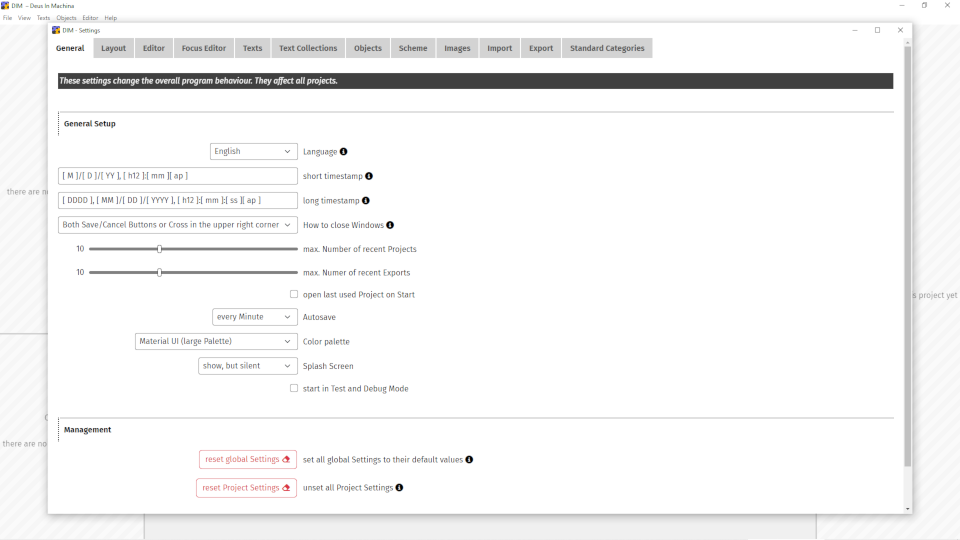 DIM - Deus In Machina
File View Texts Objects Editor Help
DIM - Settings
General Layout Editor Focus Editor Texts Text Collections Objects Scheme Images Import Export Standard Categories
These settings change the overall program behaviour. They affect all projects.
General Setup
English Language
[ M ]/[ D ]/[ YY ], [ h12 ]:[ mm ][ ap ] short timestamp
[ DDDD ], [ MM ]/[ DD ]/[ YYYY ], [ h12 ]:[ mm ]:[ ss ][ ap ] long timestamp
there are n
Both Save/Cancel Buttons or Cross in the upper right corner How to close Windows
10 max. Number of recent Projects
10 max. Numer of recent Exports
open last used Project on Start
s project yet
every Minute Autosave
Material UI (large Palette) Color palette
show, but silent Splash Screen
start in Test and Debug Mode
Management
there are no
reset global Settings set all global Settings to their default values
reset Project Settings unset all Project Settings